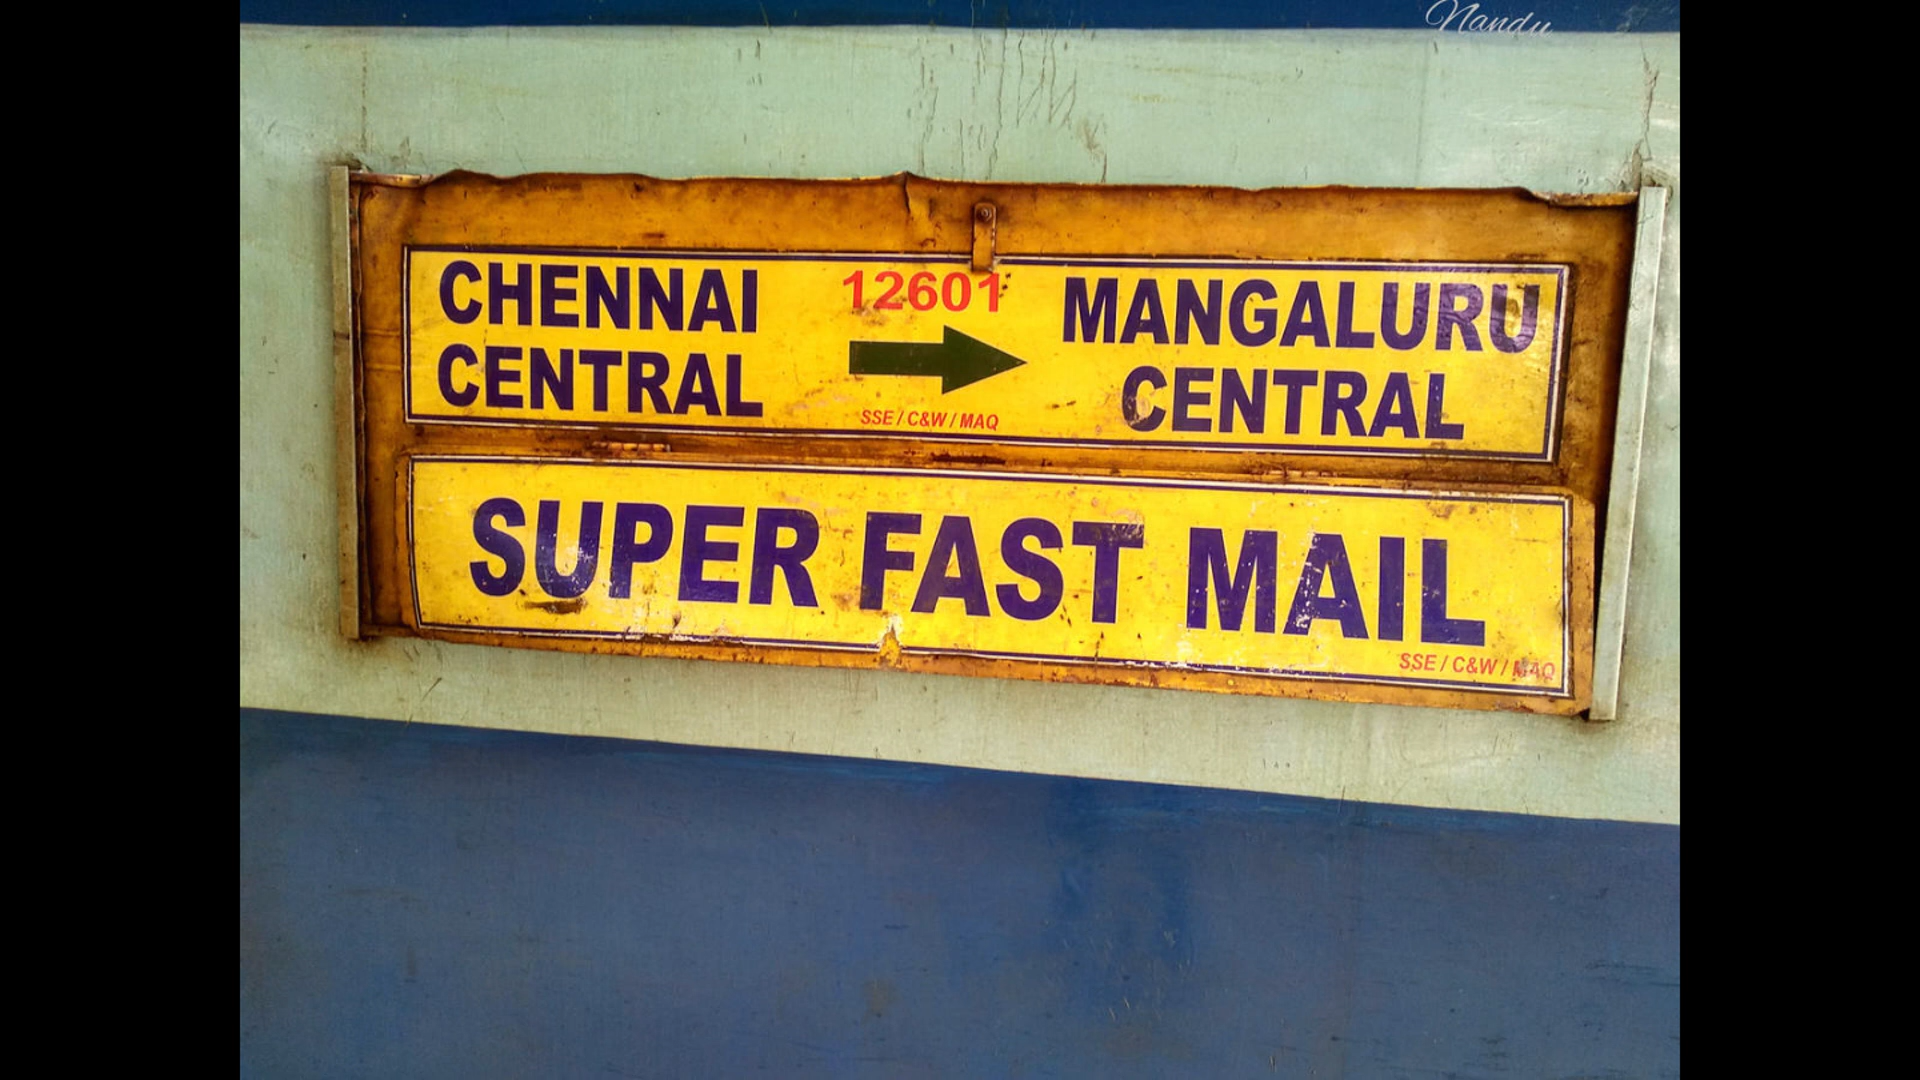 Nandu
CHENNAI
CENTRAL
12601
SSE / C&W / MAQ
MANGALURU
CENTRAL
SUPER FAST MAIL
SSE / C&W / MAQ